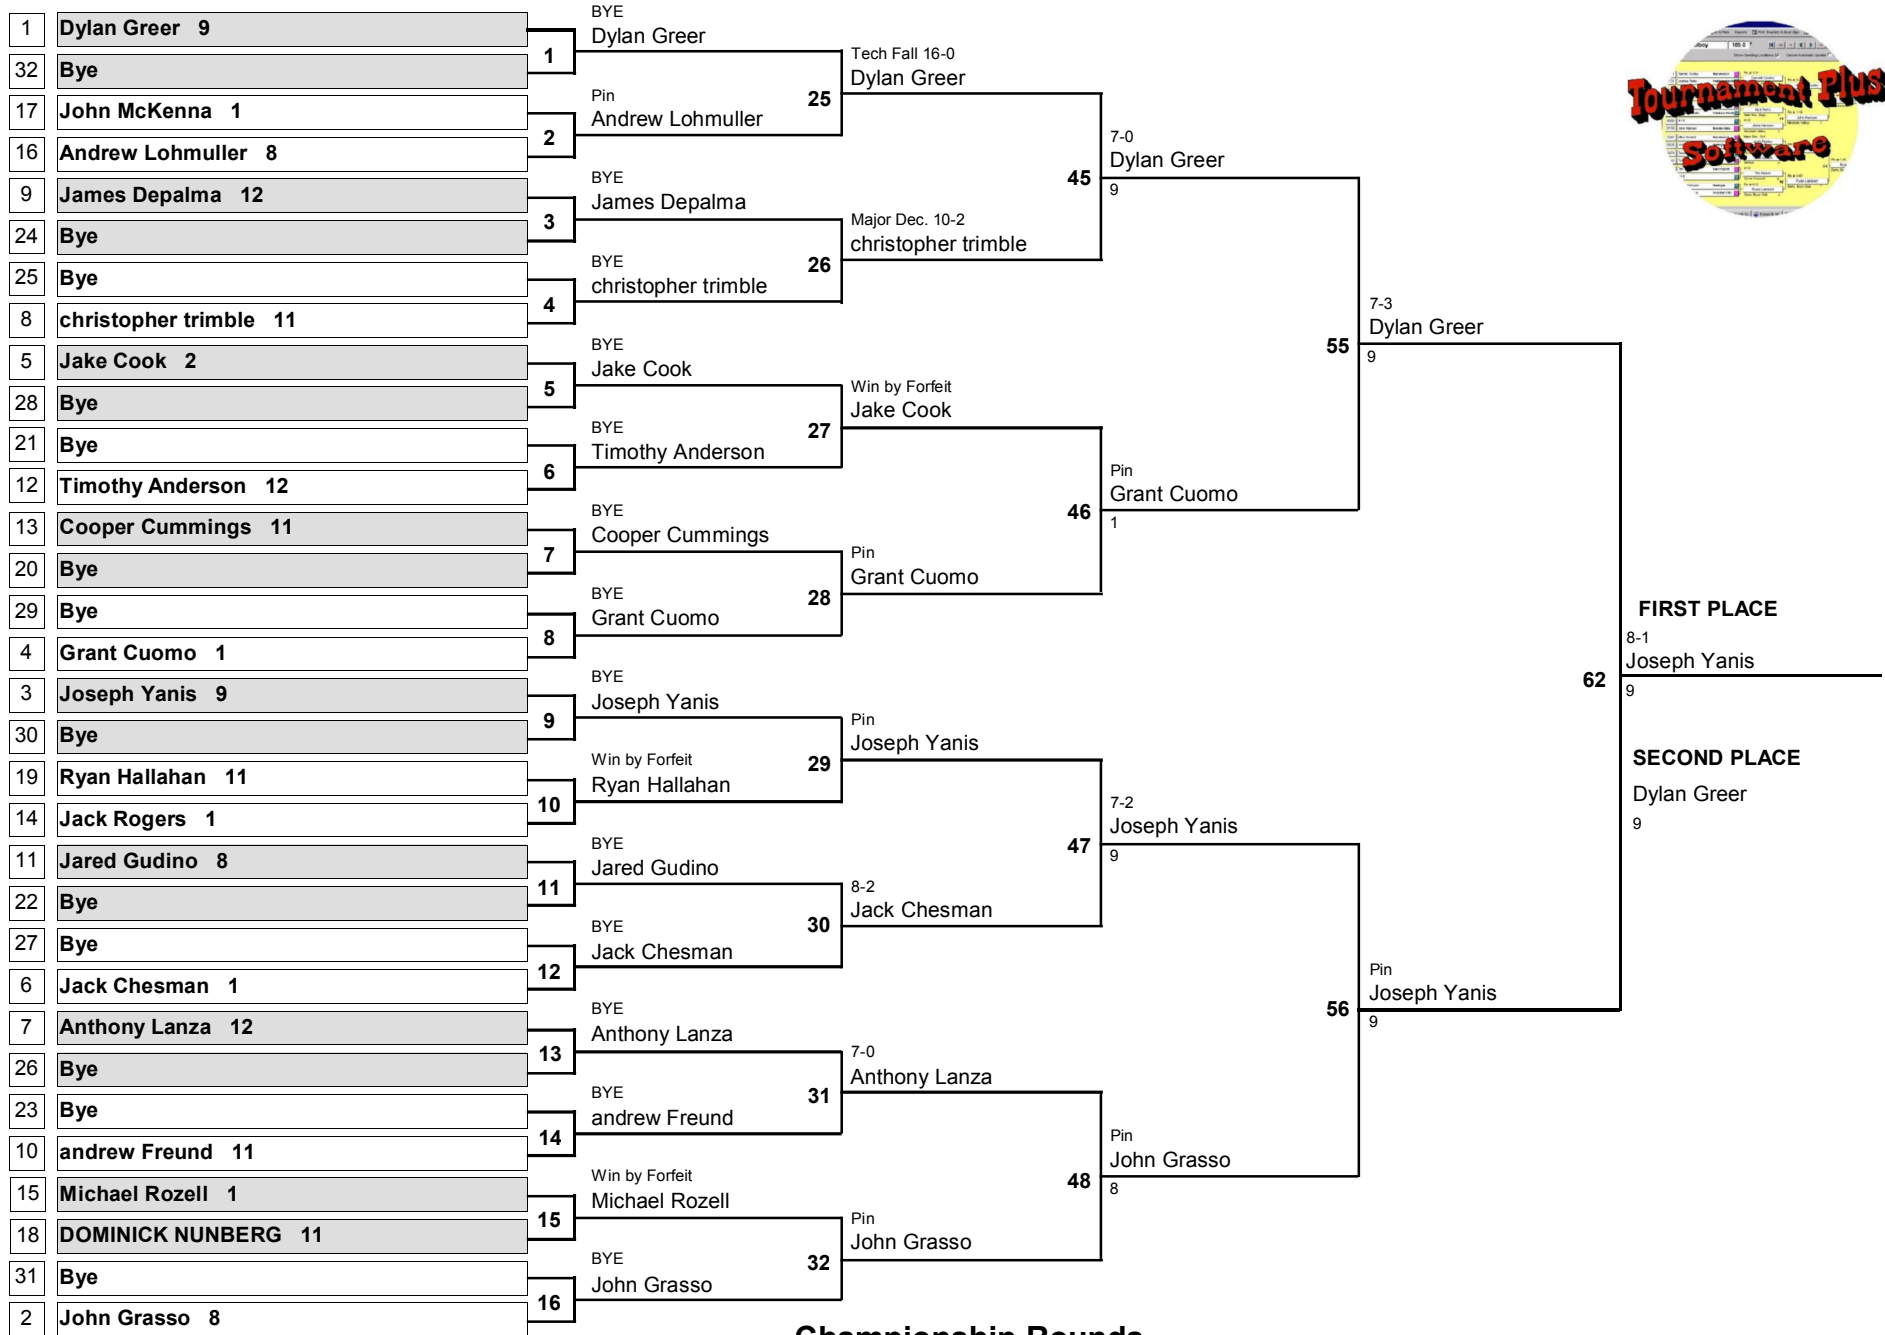 1 Dylan Greer 9
32 Bye
17 John McKenna 1
16 Andrew Lohmuller 8
9 James Depalma 12
24 Bye
25 Bye
8 christopher trimble 11
5 Jake Cook 2
28 Bye
21 Bye
12 Timothy Anderson 12
13 Cooper Cummings 11
20 Bye
29 Bye
4 Grant Cuomo 1
3 Joseph Yanis 9
30 Bye
19 Ryan Hallahan 11
14 Jack Rogers 1
11 Jared Gudino 8
22 Bye
27 Bye
6 Jack Chesman 1
7 Anthony Lanza 12
26 Bye
23 Bye
10 andrew Freund 11
15 Michael Rozell 1
18 DOMINICK NUNBERG 11
31 Bye
2 John Grasso 8
BYE
1 Dylan Greer
Pin
2 Andrew Lohmuller
BYE
3 James Depalma
BYE
4 christopher trimble
BYE
5 Jake Cook
BYE
6 Timothy Anderson
BYE
7 Cooper Cummings
BYE
8 Grant Cuomo
BYE
9 Joseph Yanis
Win by Forfeit
10 Ryan Hallahan
BYE
11 Jared Gudino
BYE
12 Jack Chesman
BYE
13 Anthony Lanza
BYE
14 andrew Freund
Win by Forfeit
15 Michael Rozell
BYE
16 John Grasso
Tech Fall 16-0
25 Dylan Greer
Major Dec. 10-2
26 christopher trimble
Win by Forfeit
27 Jake Cook
Pin
28 Grant Cuomo
Pin
29 Joseph Yanis
8-2
30 Jack Chesman
7-0
31 Anthony Lanza
Pin
32 John Grasso
7-0
45 Dylan Greer
9
Pin
46 Grant Cuomo
1
7-2
47 Joseph Yanis
9
Pin
48 John Grasso
8
7-3
55 Dylan Greer
9
Pin
56 Joseph Yanis
9
FIRST PLACE
8-1
62 Joseph Yanis
9
SECOND PLACE
Dylan Greer
9
Tournament Plus
Software
Championship Rounds